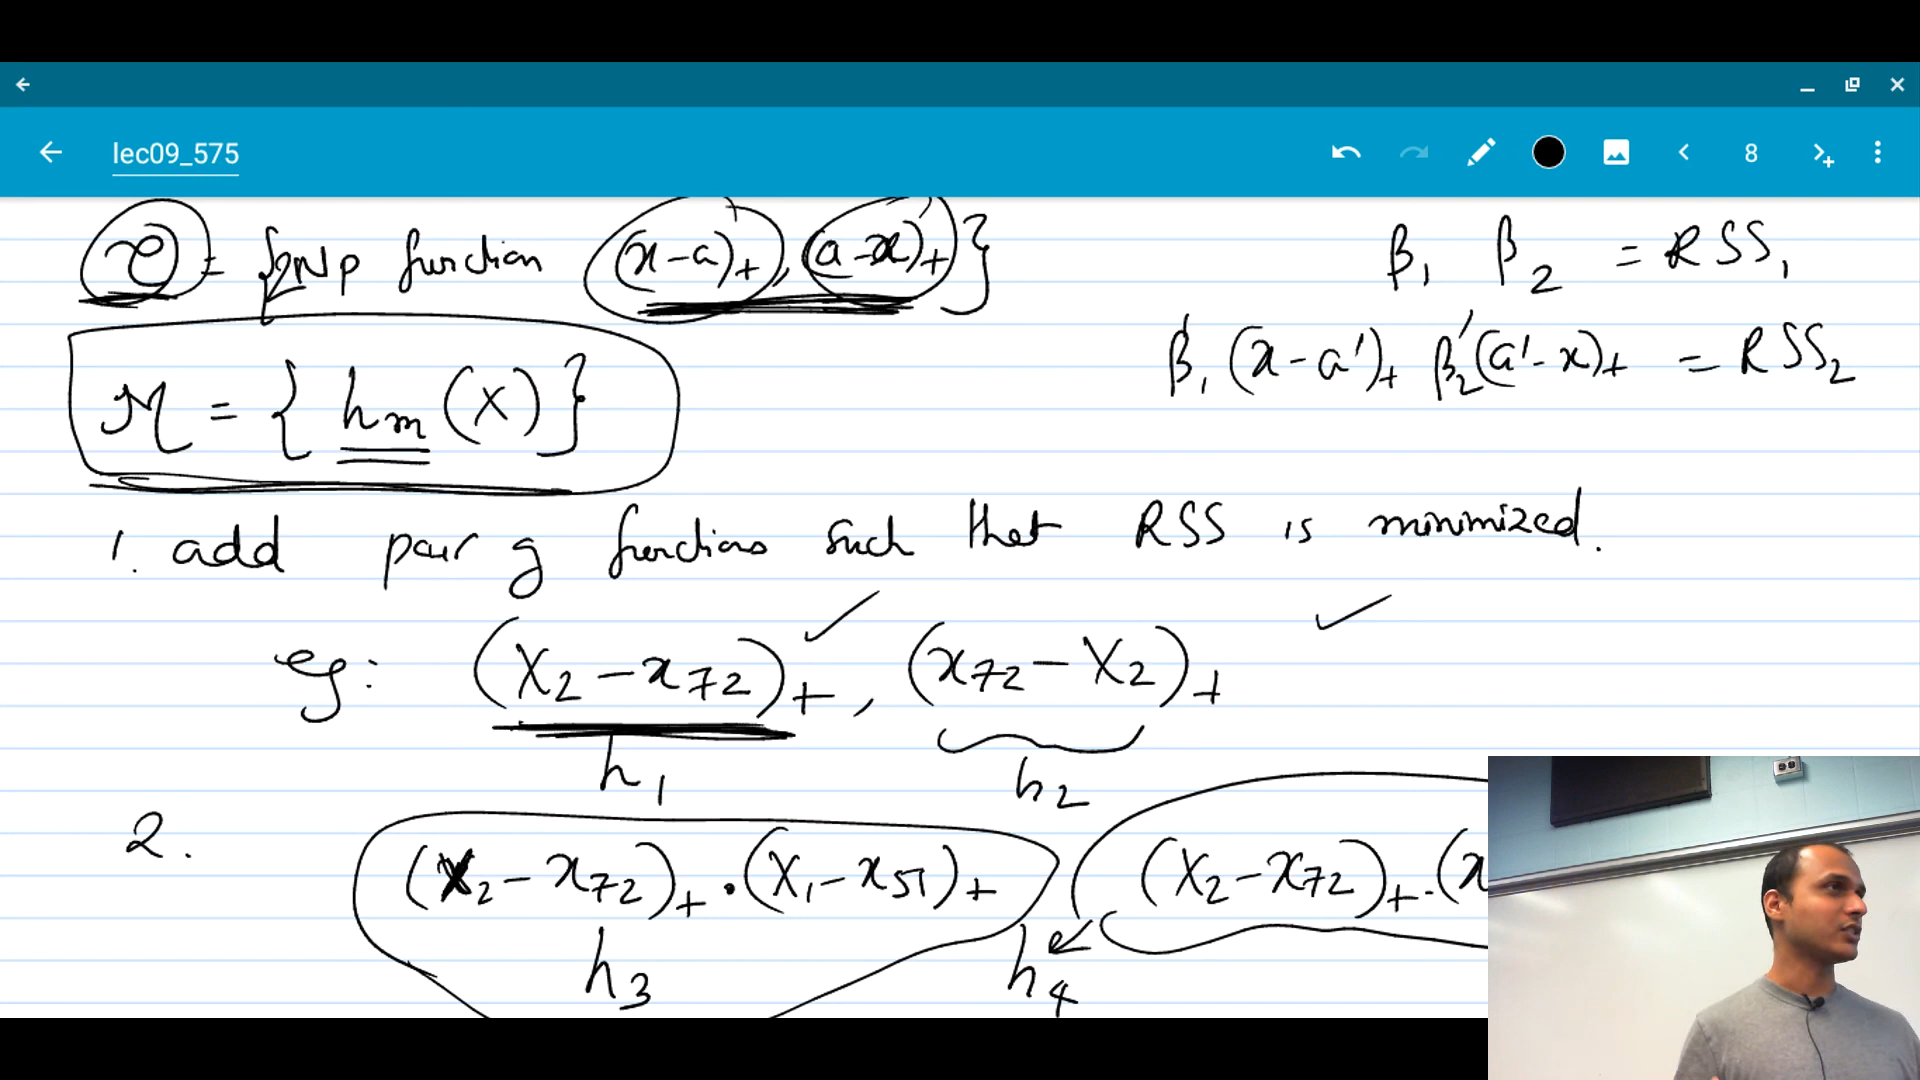 lec09_575
8
𝒞 = {2Np function (x-a)+, (a-x)+}
β₁ β₂ = RSS₁
β₁'(x-a')+ β₂'(a'-x)+ = RSS₂
ℳ = { hₘ(X) }
1. add pair of functions such that RSS is minimized.
eg: (X₂-x₇₂)+ , (x₇₂-X₂)+
h₁ h₂
2. (X₂-x₇₂)+ · (X₁-x₅₁)+ (X₂-x₇₂)+ · (x
h₃ h₄